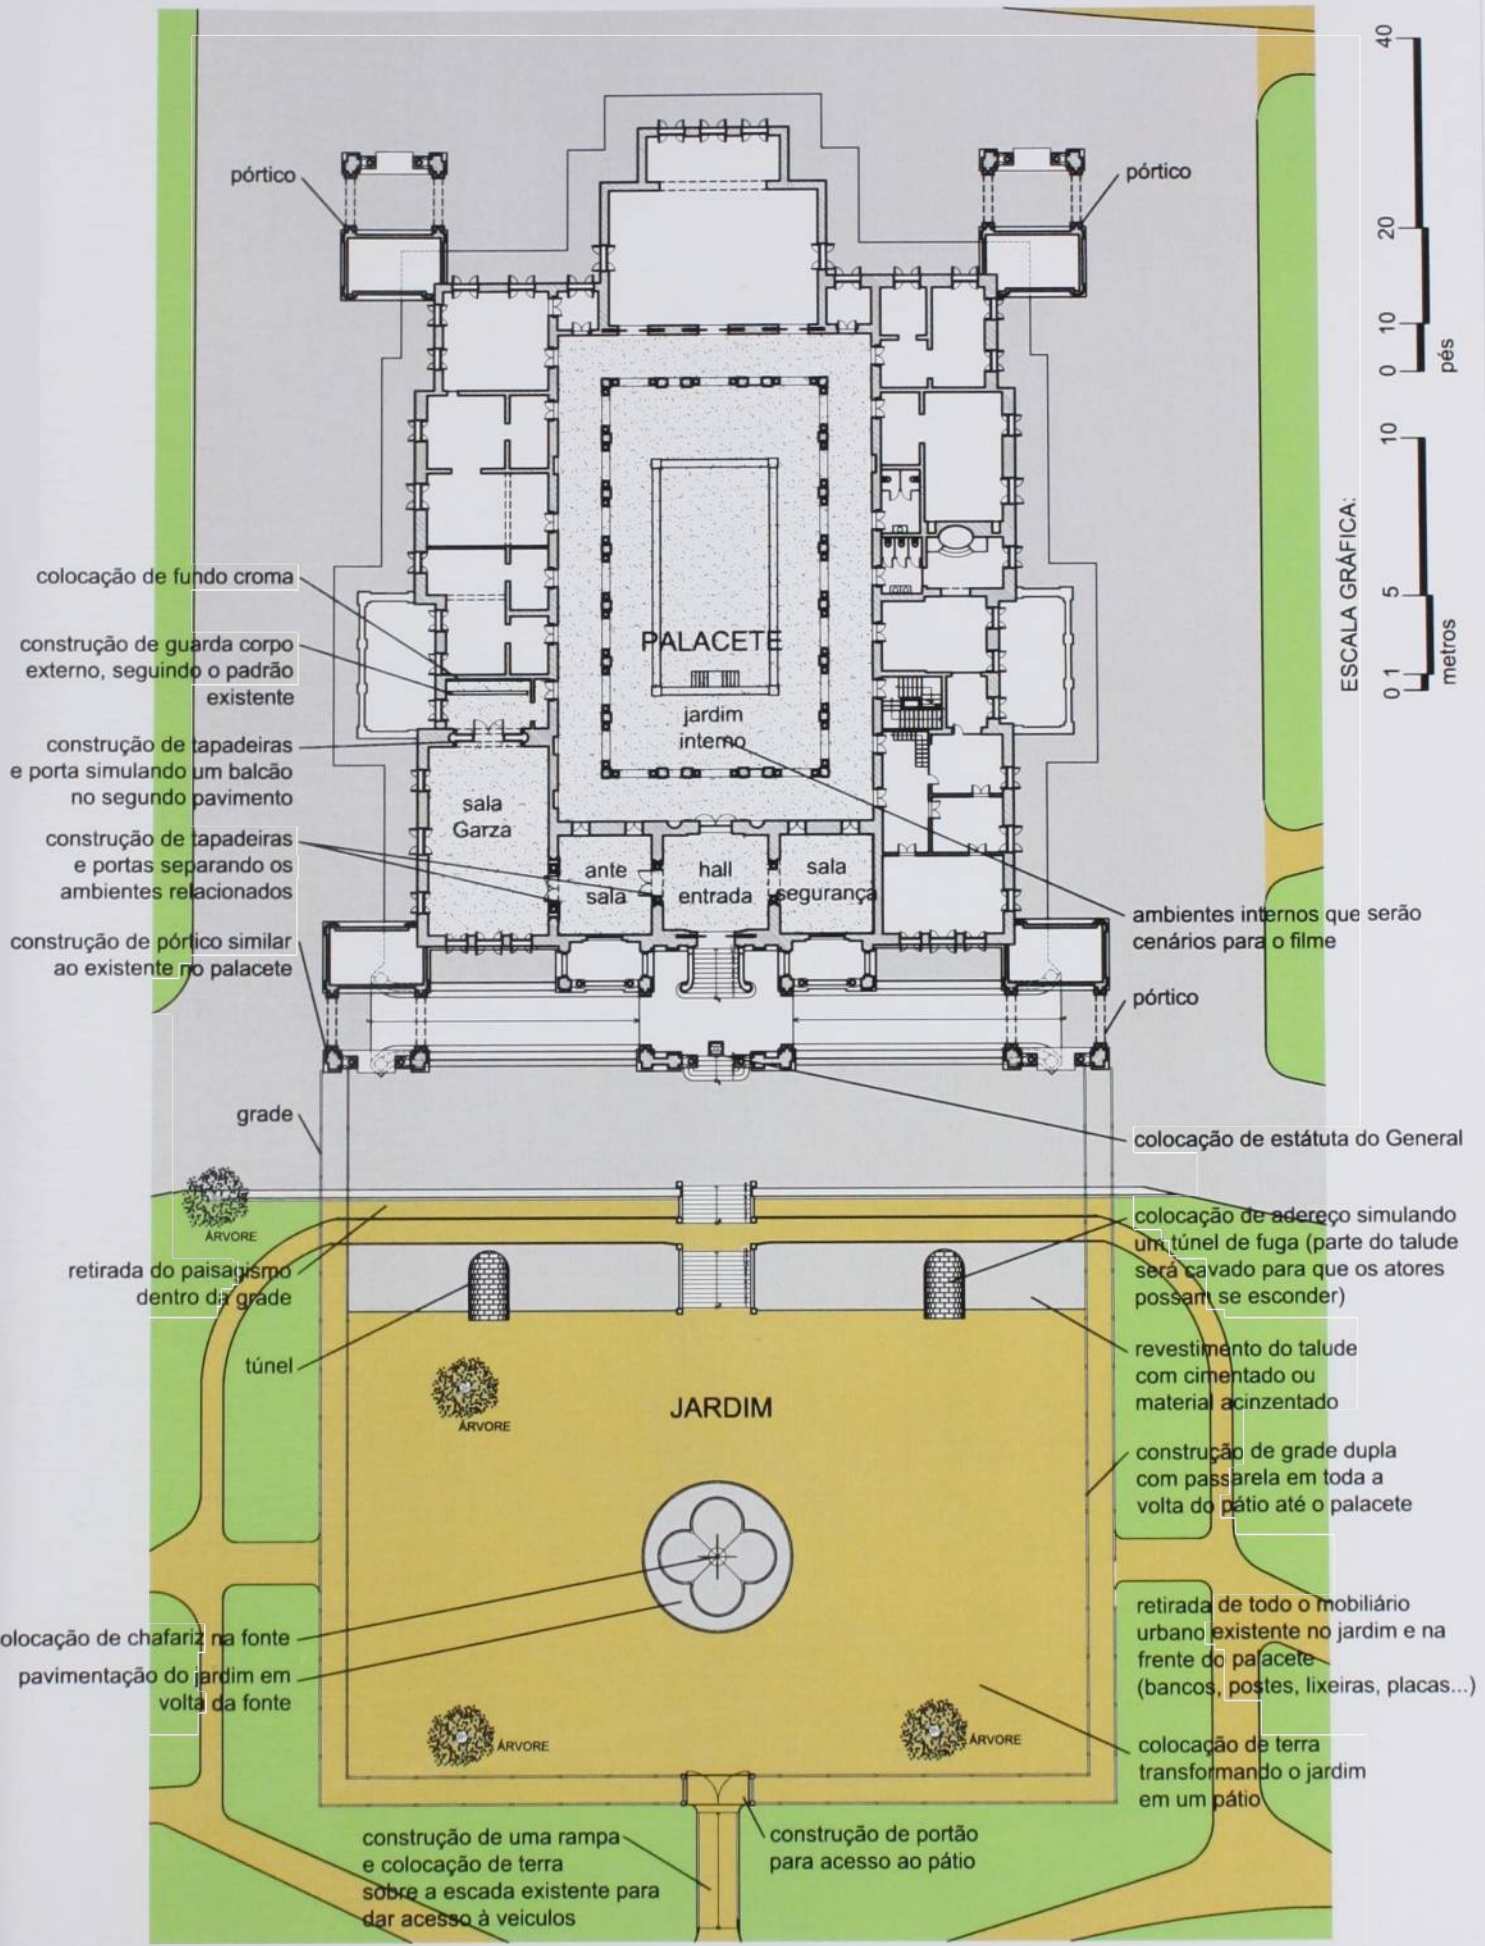 pórtico
pórtico
40
20
10
0
pés
10
5
1
0
metros
ESCALA GRÁFICA:
colocação de fundo croma
construção de guarda corpo
externo, seguindo o padrão
existente
construção de tapadeiras
e porta simulando um balcão
no segundo pavimento
construção de tapadeiras
e portas separando os
ambientes relacionados
construção de pórtico similar
ao existente no palacete
PALACETE
jardim
interno
sala
Garza
ante
sala
hall
entrada
sala
segurança
ambientes internos que serão
cenários para o filme
pórtico
grade
colocação de estátuta do General
ÁRVORE
colocação de adereço simulando
um túnel de fuga (parte do talude
será cavado para que os atores
possam se esconder)
retirada do paisagismo
dentro da grade
túnel
revestimento do talude
com cimentado ou
material acinzentado
ÁRVORE
JARDIM
construção de grade dupla
com passarela em toda a
volta do pátio até o palacete
olocação de chafariz na fonte
pavimentação do jardim em
volta da fonte
retirada de todo o mobiliário
urbano existente no jardim e na
frente do palacete
(bancos, postes, lixeiras, placas...)
ÁRVORE
ÁRVORE
colocação de terra
transformando o jardim
em um pátio
construção de uma rampa
e colocação de terra
sobre a escada existente para
dar acesso à veiculos
construção de portão
para acesso ao pátio